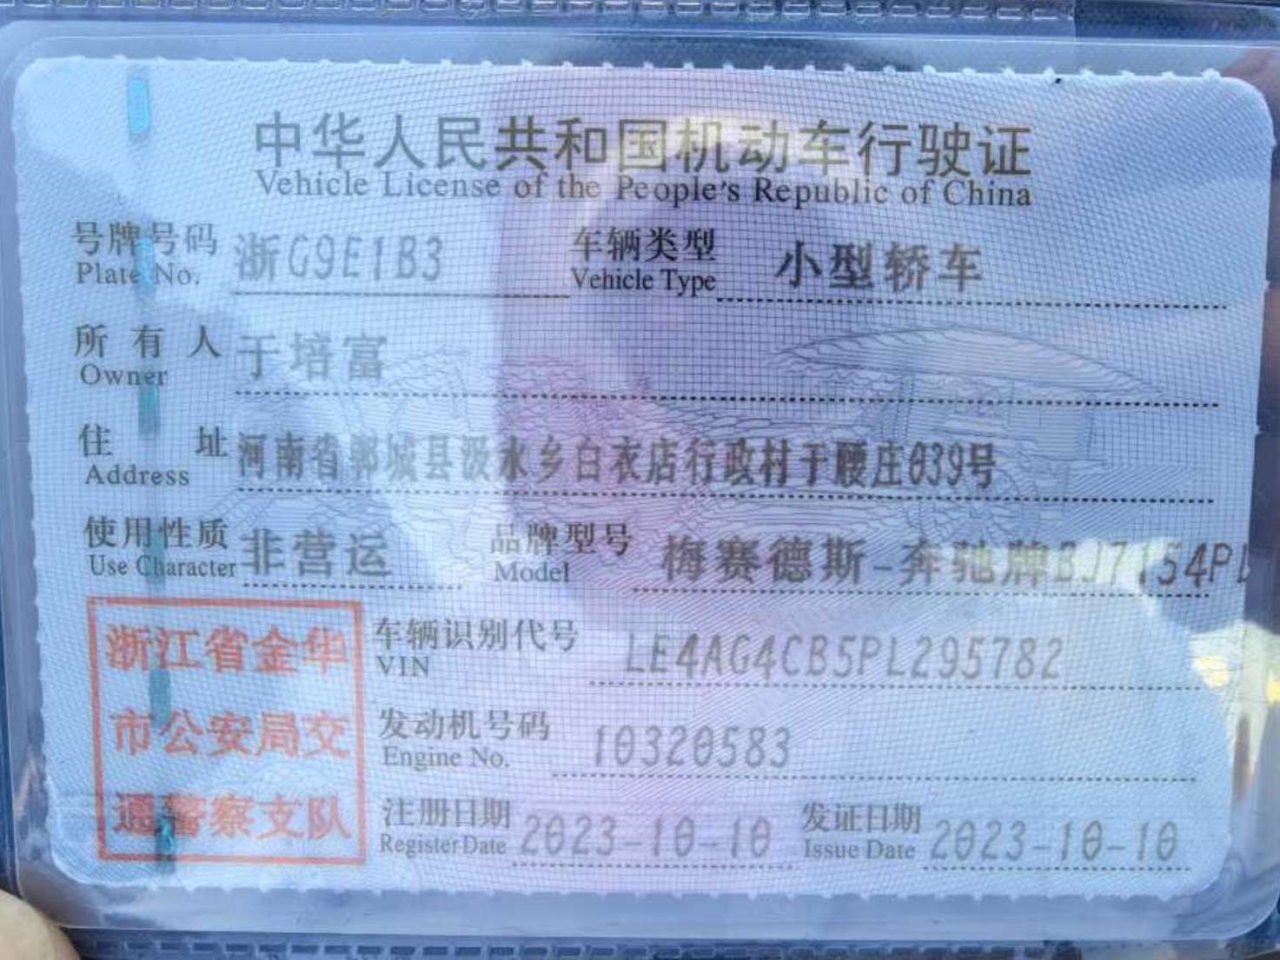 中华人民共和国机动车行驶证
Vehicle License of the People's Republic of China
号牌号码 浙G9E1B3 车辆类型 小型轿车
Plate No. Vehicle Type
所有人 于培富
Owner
住址 河南省郸城县汲水乡白衣店行政村于腰庄039号
Address
使用性质 非营运 品牌型号 梅赛德斯-奔驰牌BJ7154PL
Use Character Model
浙江省金华
市公安局交
通警察支队
车辆识别代号 LE4AG4CB5PL295782
VIN
发动机号码 10320583
Engine No.
注册日期 2023-10-10 发证日期 2023-10-10
Register Date Issue Date